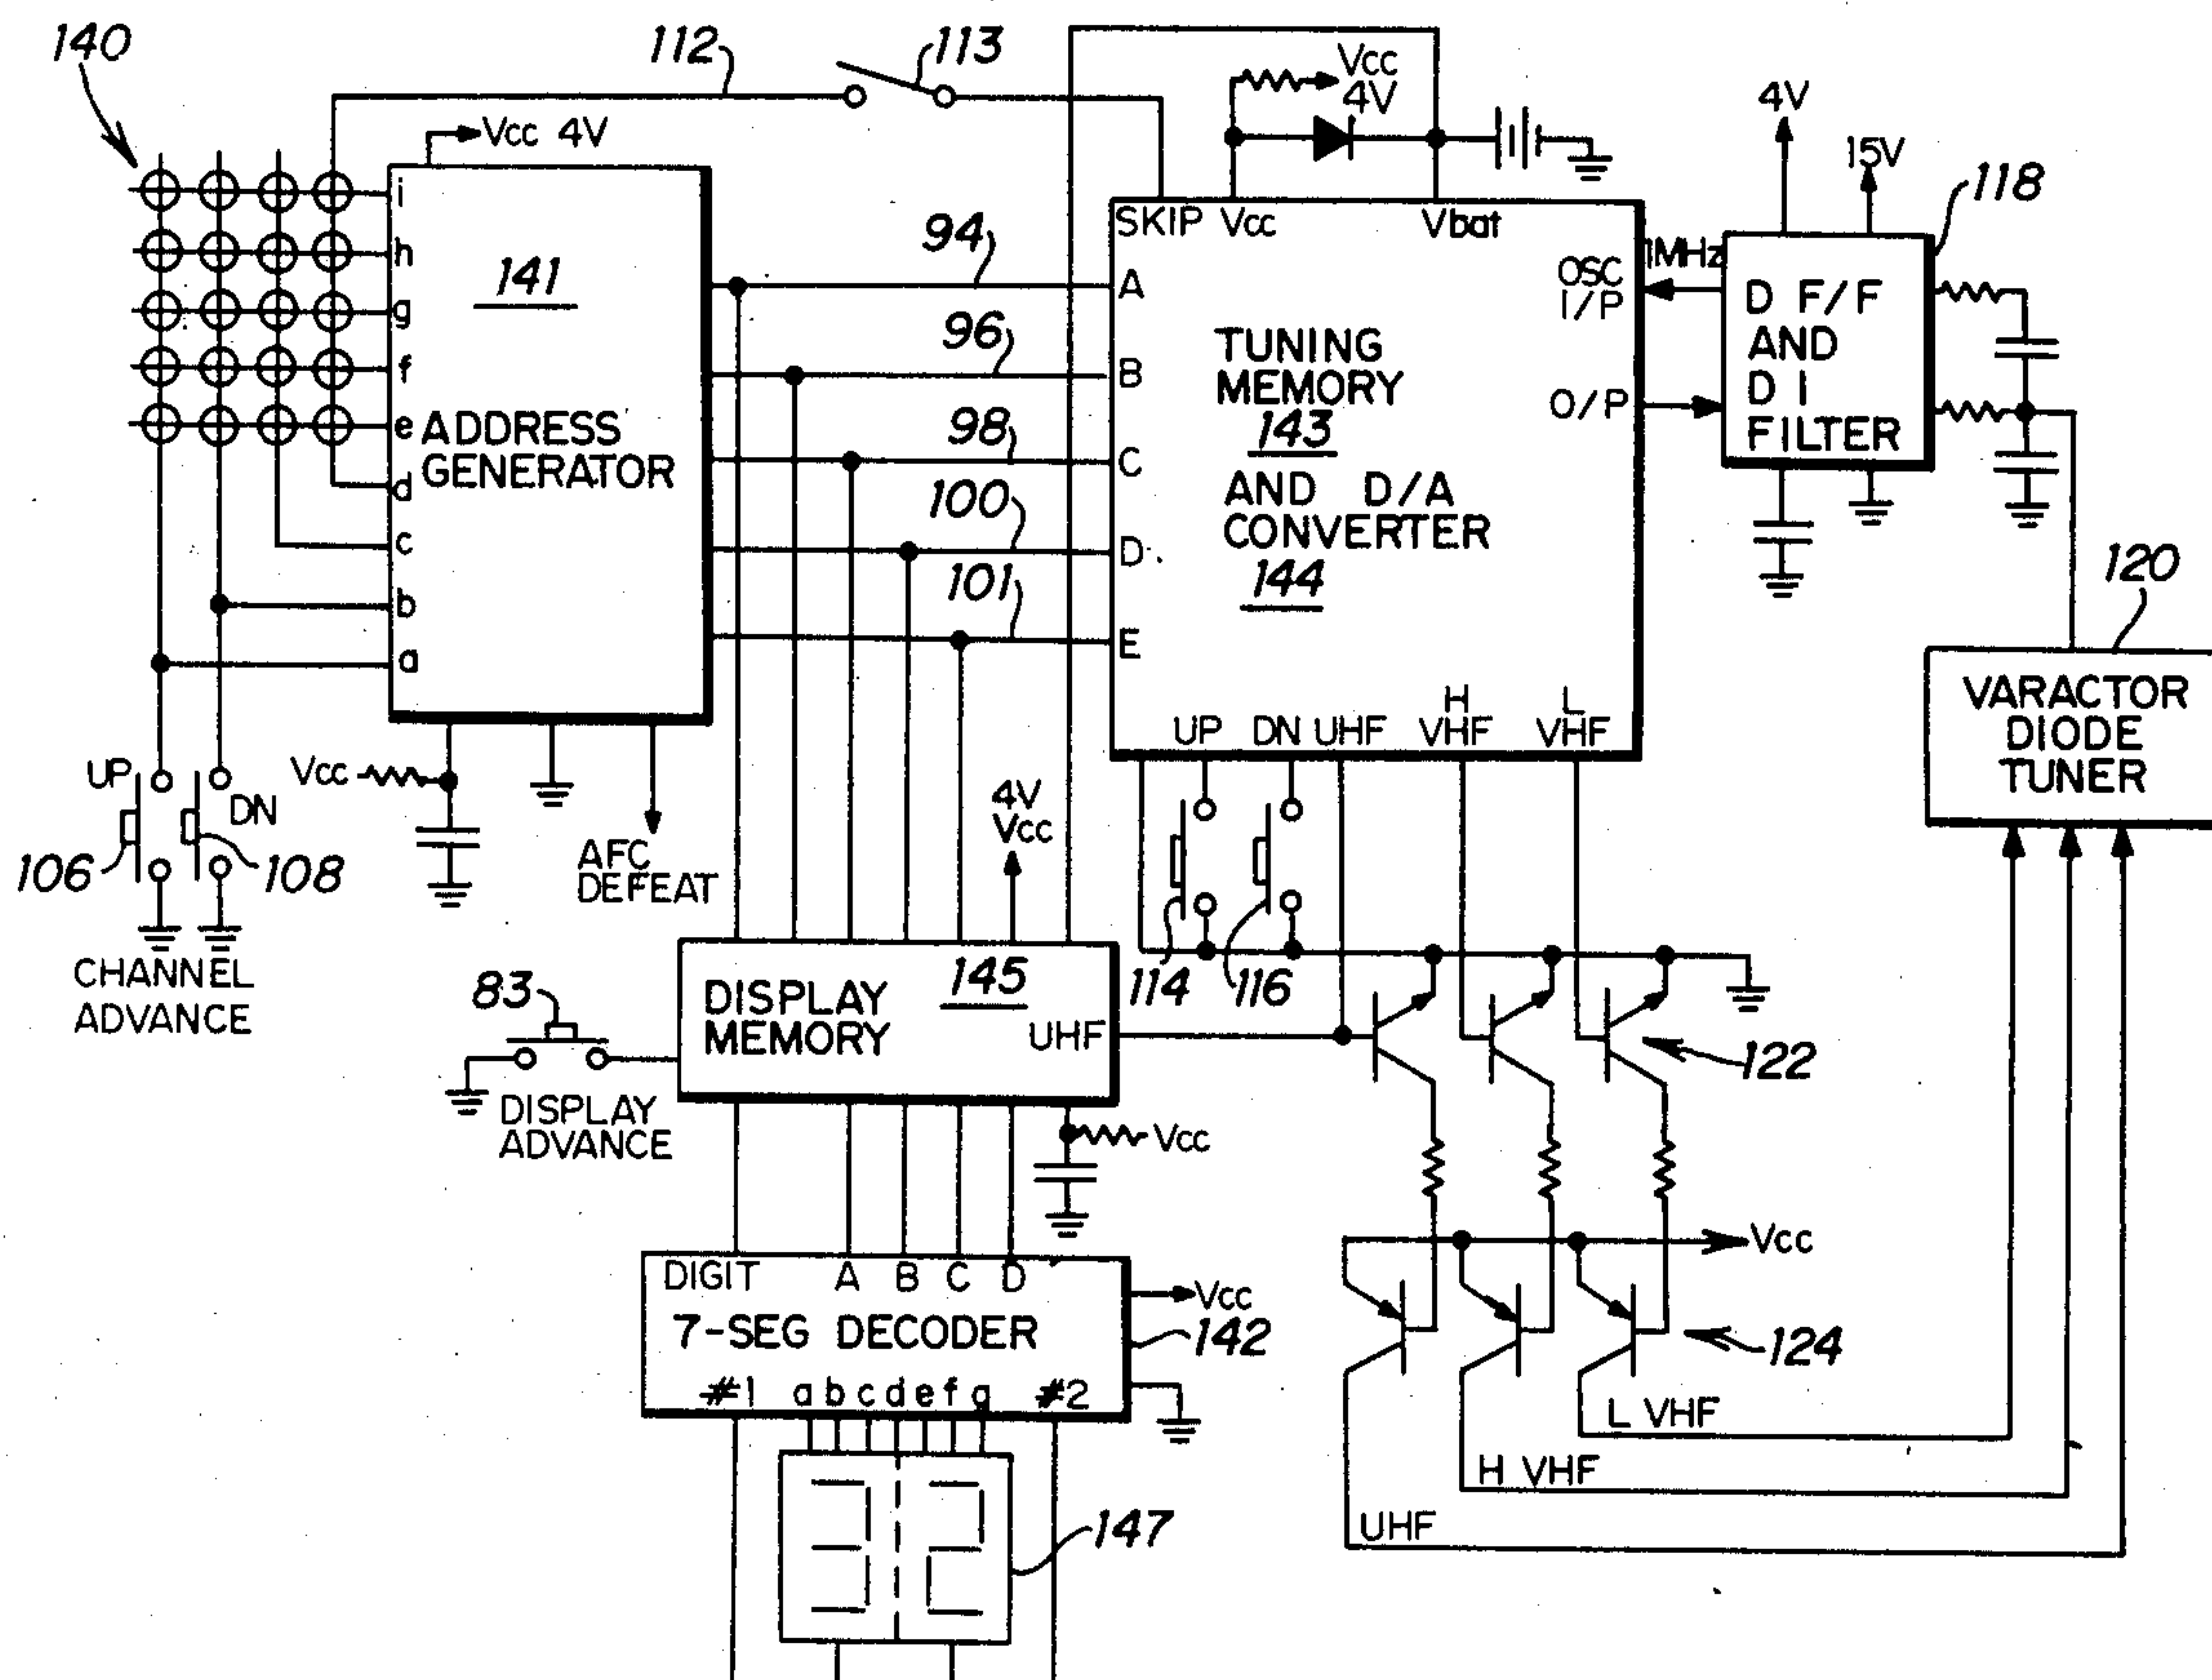 140
112
113
Vcc
4V
Vcc 4V
4V
15V
118
i
h
g
f
e
d
c
b
a
141
ADDRESS
GENERATOR
94
96
98
100
101
SKIP Vcc Vbat
A
B
C
D
E
OSC
I/P
1MHz
O/P
TUNING
MEMORY
143
AND D/A
CONVERTER
144
UP DN UHF H VHF L VHF
D F/F
AND
D I
FILTER
120
VARACTOR
DIODE
TUNER
UP
DN
106
108
CHANNEL
ADVANCE
Vcc
AFC
DEFEAT
4V
Vcc
114
116
83
DISPLAY
ADVANCE
DISPLAY
MEMORY
145
UHF
122
Vcc
Vcc
DIGIT A B C D
7-SEG DECODER
#1 a b c d e f g #2
Vcc
142
124
L VHF
H VHF
UHF
32
147